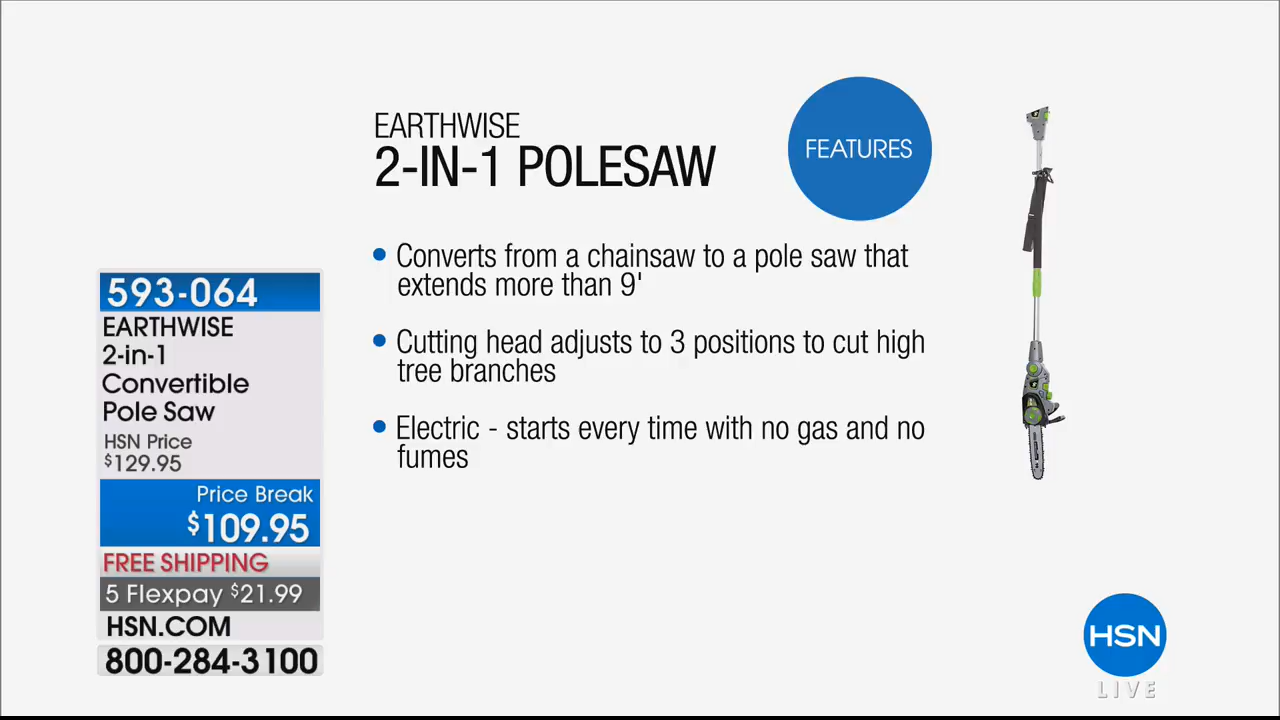 EARTHWISE
2-IN-1 POLESAW
FEATURES
• Converts from a chainsaw to a pole saw that
extends more than 9'
• Cutting head adjusts to 3 positions to cut high
tree branches
• Electric - starts every time with no gas and no
fumes
593-064
EARTHWISE
2-in-1
Convertible
Pole Saw
HSN Price
$129.95
Price Break
$109.95
FREE SHIPPING
5 Flexpay $21.99
HSN.COM
800-284-3100
HSN
LIVE